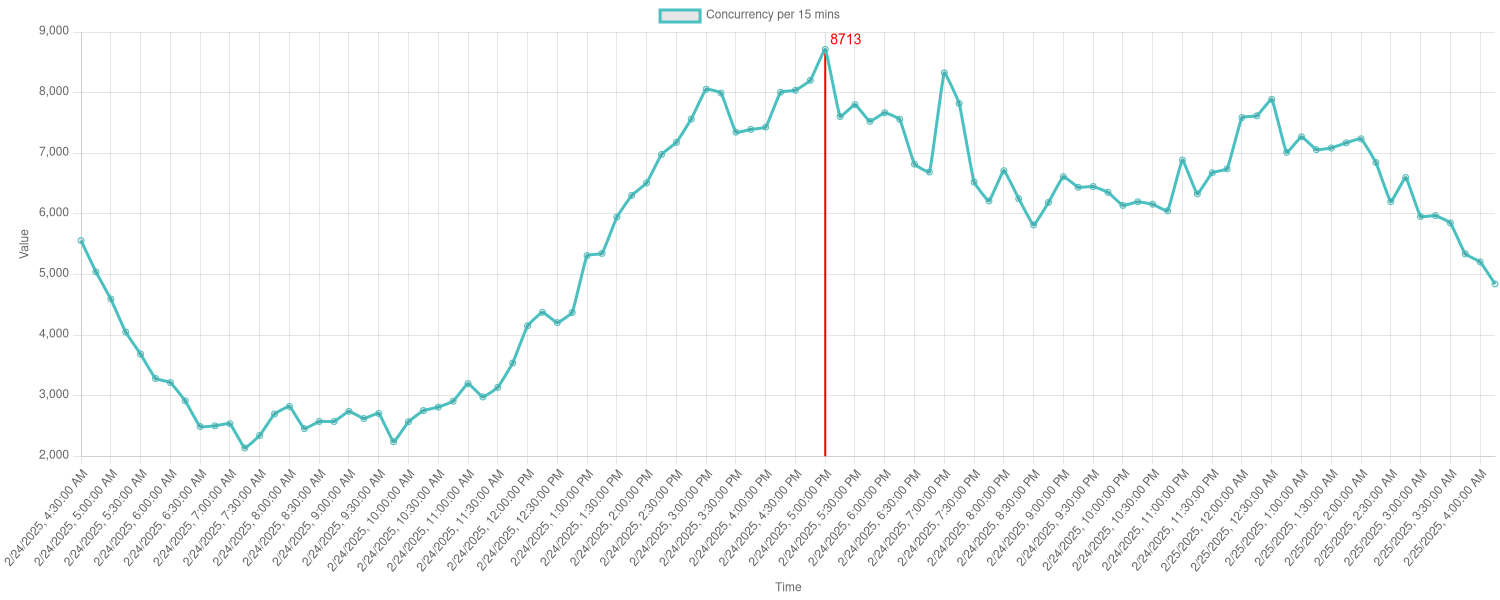 Concurrency per 15 mins
9,000
8713
8,000
7,000
6,000
5,000
4,000
3,000
2,000
Value
2/24/2025, 4:30:00 AM
2/24/2025, 5:00:00 AM
2/24/2025, 5:30:00 AM
2/24/2025, 6:00:00 AM
2/24/2025, 6:30:00 AM
2/24/2025, 7:00:00 AM
2/24/2025, 7:30:00 AM
2/24/2025, 8:00:00 AM
2/24/2025, 8:30:00 AM
2/24/2025, 9:00:00 AM
2/24/2025, 9:30:00 AM
2/24/2025, 10:00:00 AM
2/24/2025, 10:30:00 AM
2/24/2025, 11:00:00 AM
2/24/2025, 11:30:00 AM
2/24/2025, 12:00:00 PM
2/24/2025, 12:30:00 PM
2/24/2025, 1:00:00 PM
2/24/2025, 1:30:00 PM
2/24/2025, 2:00:00 PM
2/24/2025, 2:30:00 PM
2/24/2025, 3:00:00 PM
2/24/2025, 3:30:00 PM
2/24/2025, 4:00:00 PM
2/24/2025, 4:30:00 PM
2/24/2025, 5:00:00 PM
2/24/2025, 5:30:00 PM
2/24/2025, 6:00:00 PM
2/24/2025, 6:30:00 PM
2/24/2025, 7:00:00 PM
2/24/2025, 7:30:00 PM
2/24/2025, 8:00:00 PM
2/24/2025, 8:30:00 PM
2/24/2025, 9:00:00 PM
2/24/2025, 9:30:00 PM
2/24/2025, 10:00:00 PM
2/24/2025, 10:30:00 PM
2/24/2025, 11:00:00 PM
2/24/2025, 11:30:00 PM
2/25/2025, 12:00:00 AM
2/25/2025, 12:30:00 AM
2/25/2025, 1:00:00 AM
2/25/2025, 1:30:00 AM
2/25/2025, 2:00:00 AM
2/25/2025, 2:30:00 AM
2/25/2025, 3:00:00 AM
2/25/2025, 3:30:00 AM
2/25/2025, 4:00:00 AM
Time